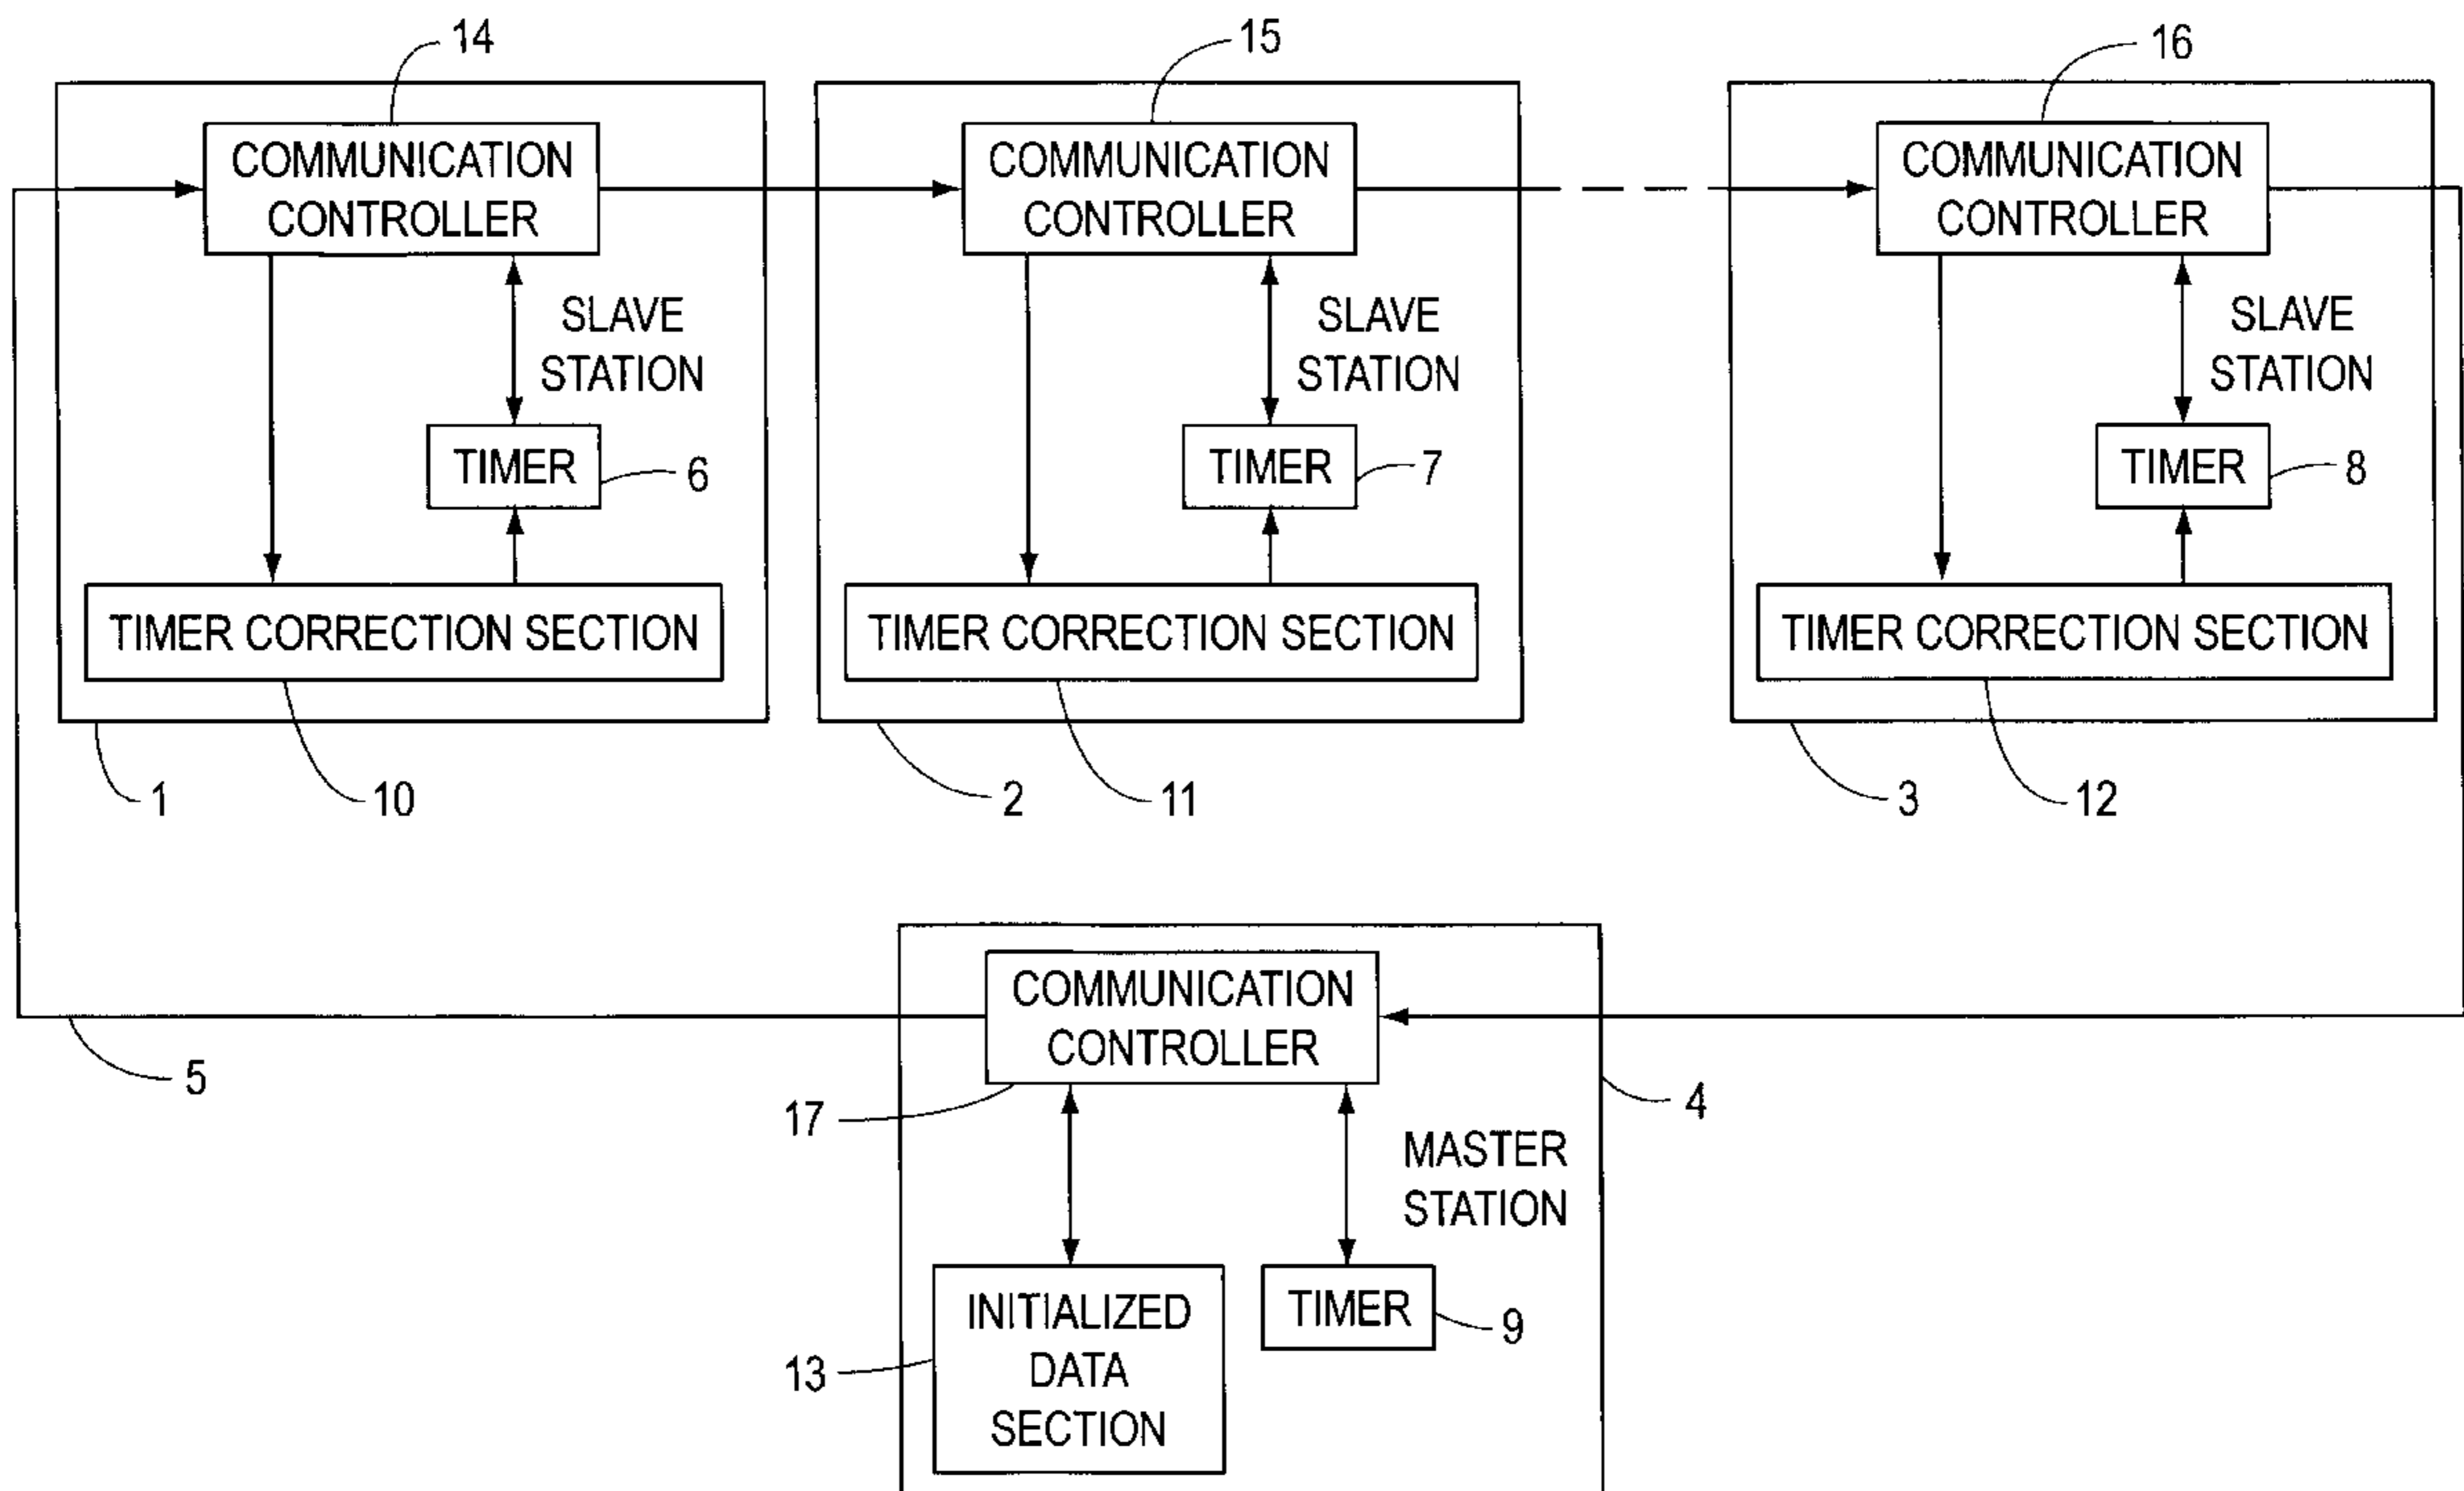 14
15
16
COMMUNICATION
CONTROLLER
COMMUNICATION
CONTROLLER
COMMUNICATION
CONTROLLER
SLAVE
STATION
SLAVE
STATION
SLAVE
STATION
TIMER
6
TIMER
7
TIMER
8
TIMER CORRECTION SECTION
TIMER CORRECTION SECTION
TIMER CORRECTION SECTION
1
10
2
11
3
12
COMMUNICATION
CONTROLLER
5
17
4
MASTER
STATION
INITIALIZED
DATA
SECTION
TIMER
9
13